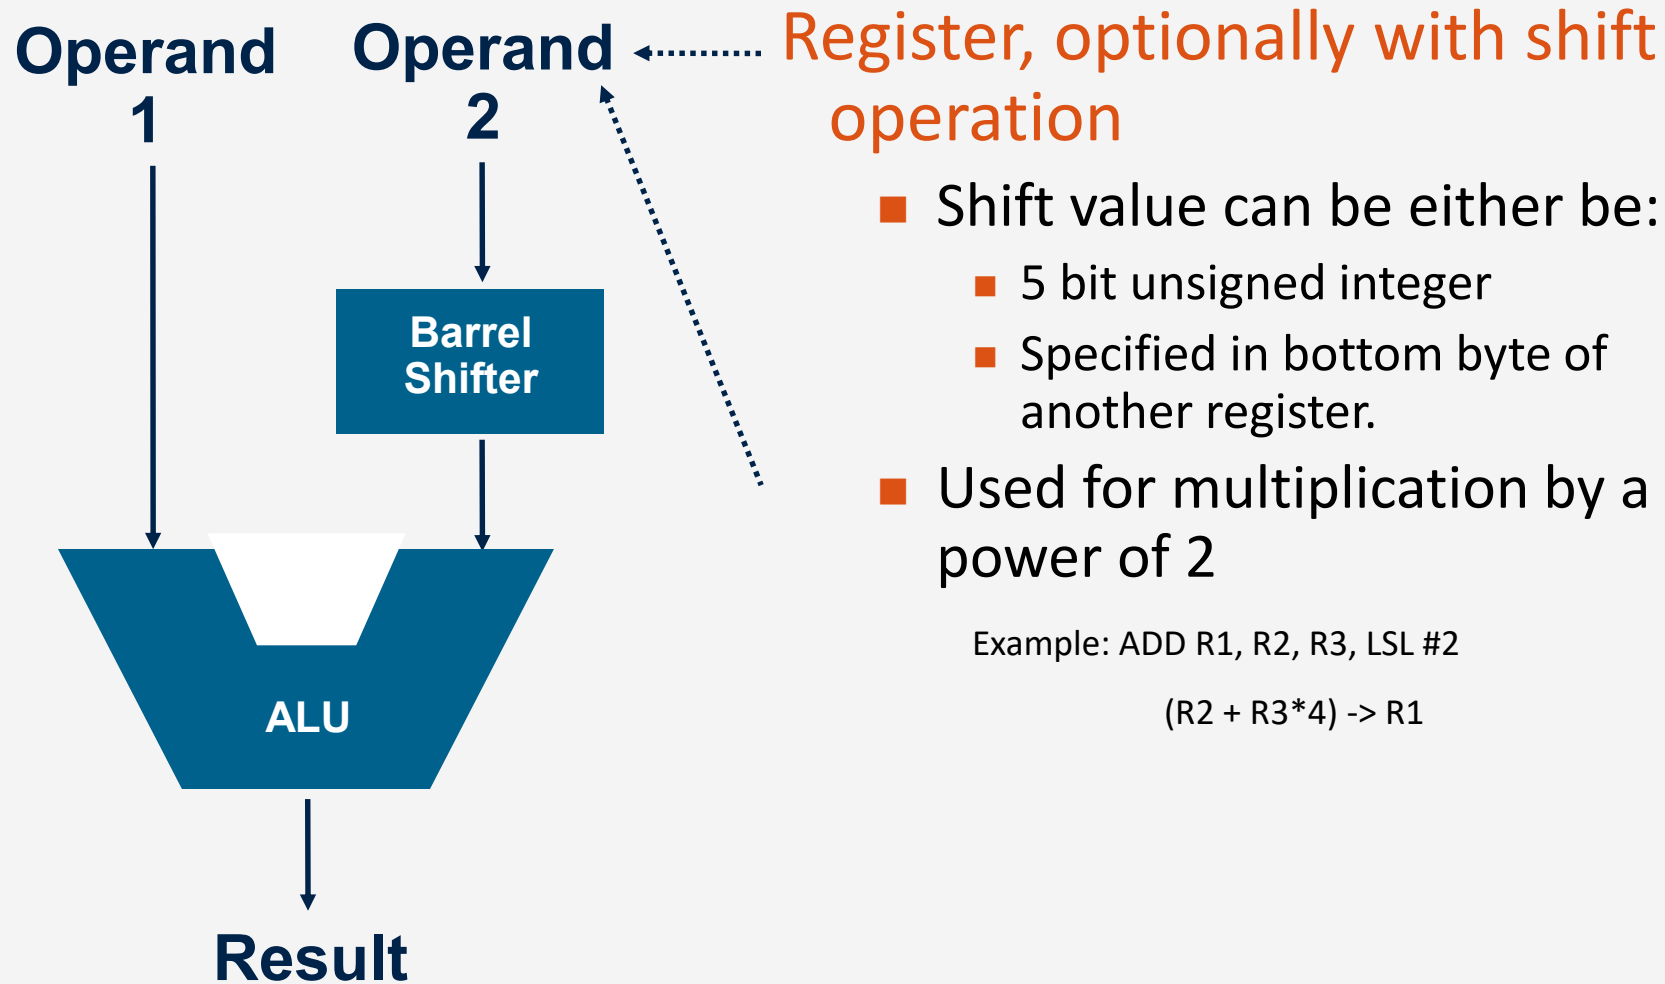 Operand
1
Operand
2
Barrel
Shifter
ALU
Result
Register, optionally with shift
operation
Shift value can be either be:
5 bit unsigned integer
Specified in bottom byte of
another register.
Used for multiplication by a
power of 2
Example: ADD R1, R2, R3, LSL #2
(R2 + R3*4) -> R1